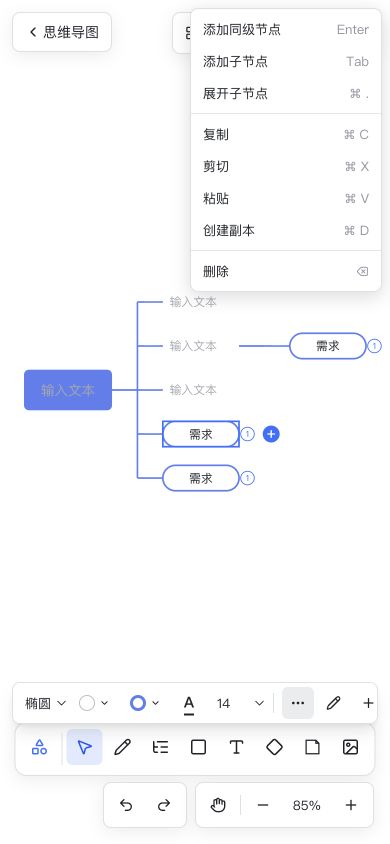 思维导图
添加同级节点 Enter
添加子节点 Tab
展开子节点 ⌘ .
复制 ⌘ C
剪切 ⌘ X
粘贴 ⌘ V
创建副本 ⌘ D
删除
输入文本
输入文本 需求 1
输入文本 输入文本
需求 1
需求 1
椭圆 A 14
T
85%